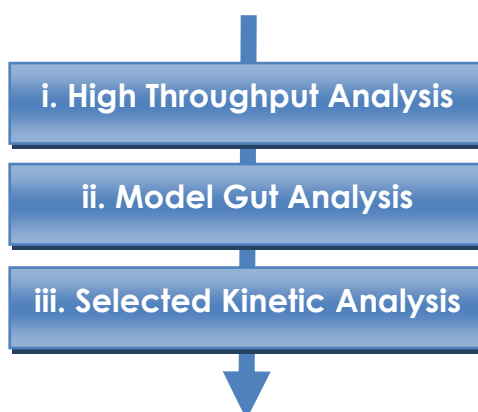 i. High Throughput Analysis
ii. Model Gut Analysis
iii. Selected Kinetic Analysis